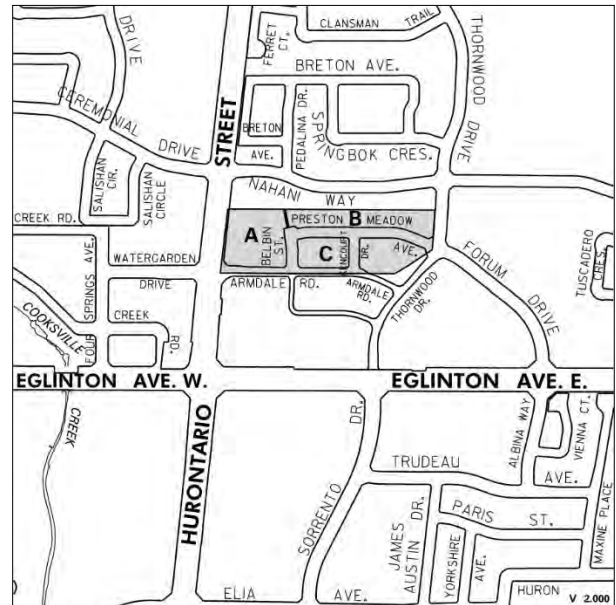 CLANSMAN TRAIL
DRIVE
FERRET CT.
THORNWOOD DRIVE
BRETON AVE.
CEREMONIAL DRIVE
STREET
BRETON AVE.
PEDALINA DR.
SPRINGBOK CRES.
SALISHAN CIR.
SALISHAN CIRCLE
NAHANI WAY
CREEK RD.
PRESTON MEADOW AVE.
A
B
C
BELBIN ST.
KINCOURT DR.
WATERGARDEN DRIVE
FOUR SPRINGS AVE.
ARMDALE RD.
ARMDALE RD.
THORNWOOD DR.
FORUM DRIVE
TUSCADERO CRES.
COOKSVILLE CREEK
CREEK RD.
EGLINTON AVE. W.
EGLINTON AVE. E.
HURONTARIO
SORRENTO DR.
ALBINA WAY
VIENNA CT.
TRUDEAU AVE.
MAXINE PLACE
JAMES AUSTIN DR.
PARIS ST.
YORKSHIRE AVE.
ELIA AVE.
HURON
V 2.000